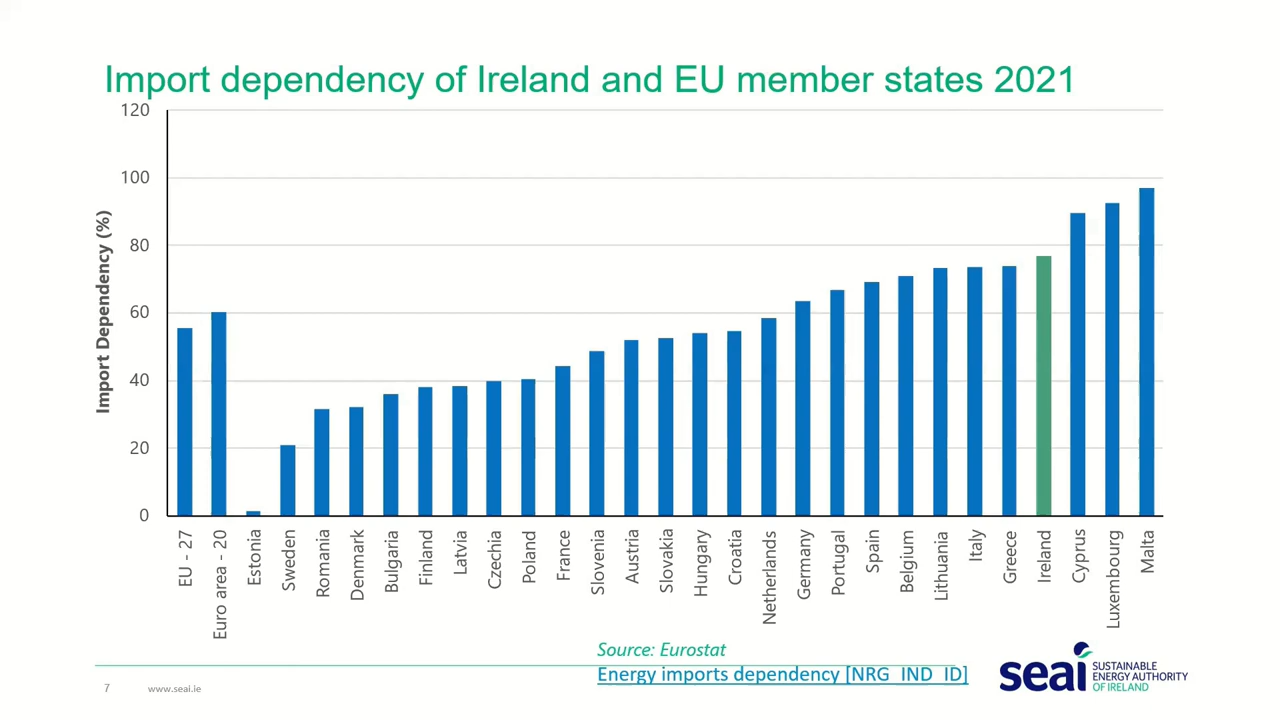 Import dependency of Ireland and EU member states 2021
120
100
80
60
40
20
0
Import Dependency (%)
EU - 27
Euro area - 20
Estonia
Sweden
Romania
Denmark
Bulgaria
Finland
Latvia
Czechia
Poland
France
Slovenia
Austria
Slovakia
Hungary
Croatia
Netherlands
Germany
Portugal
Spain
Belgium
Lithuania
Italy
Greece
Ireland
Cyprus
Luxembourg
Malta
Source: Eurostat
Energy imports dependency [NRG_IND_ID]
7
www.seai.ie
seai
SUSTAINABLE
ENERGY AUTHORITY
OF IRELAND